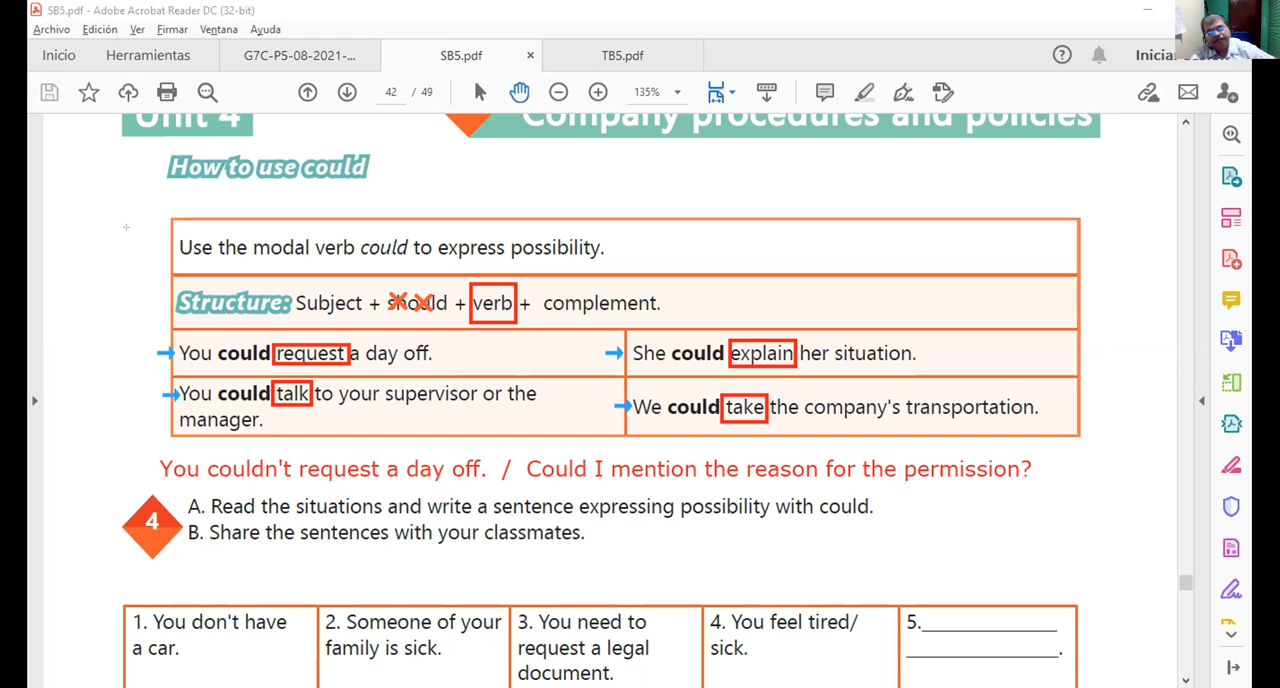 SB5.pdf - Adobe Acrobat Reader DC (32-bit)
Archivo Edición Ver Firmar Ventana Ayuda
Inicio Herramientas G7C-P5-08-2021-... SB5.pdf × TB5.pdf
42 / 49 135%
Unit 4 Company procedures and policies
How to use could
Use the modal verb could to express possibility.
Structure: Subject + should + verb + complement.
You could request a day off. She could explain her situation.
You could talk to your supervisor or the
manager.
We could take the company's transportation.
You couldn't request a day off. / Could I mention the reason for the permission?
4
A. Read the situations and write a sentence expressing possibility with could.
B. Share the sentences with your classmates.
1. You don't have
a car.
2. Someone of your
family is sick.
3. You need to
request a legal
document.
4. You feel tired/
sick.
5.______________
________________.